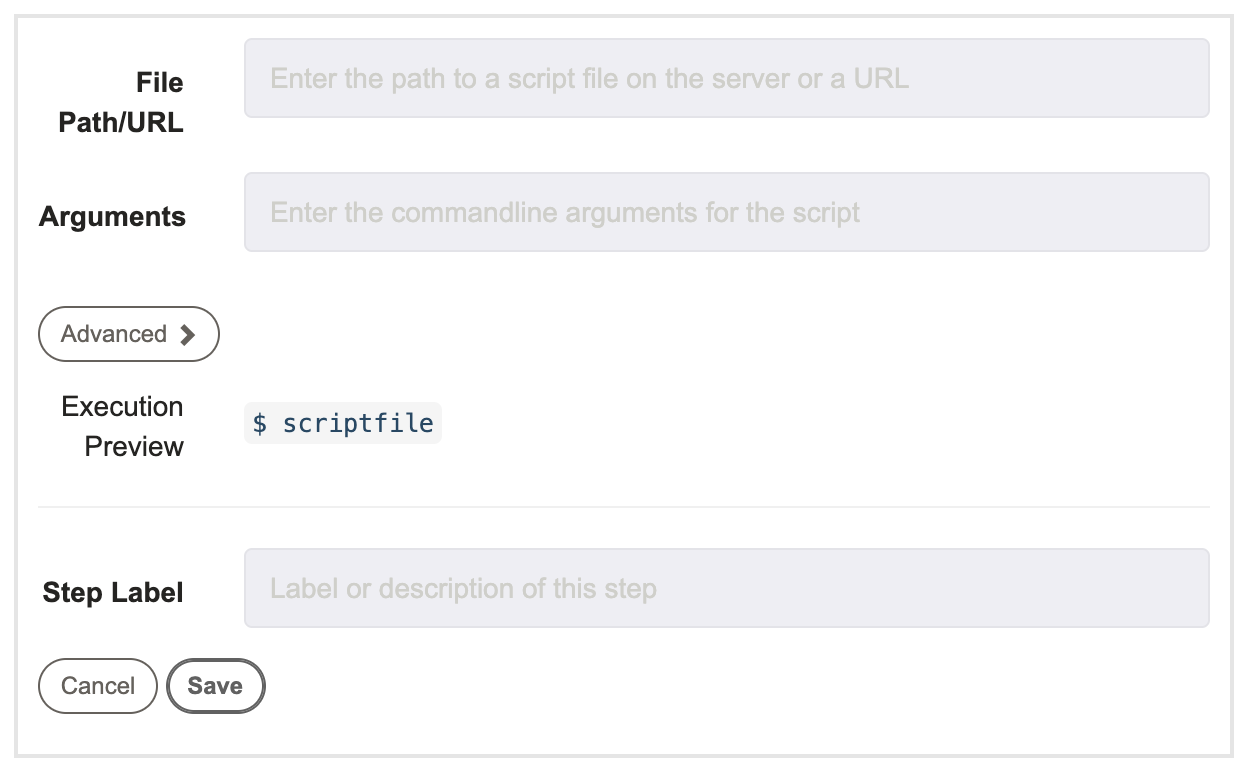 File
Path/URL
Enter the path to a script file on the server or a URL
Arguments
Enter the commandline arguments for the script
Advanced
Execution
Preview
$ scriptfile
Step Label
Label or description of this step
Cancel
Save